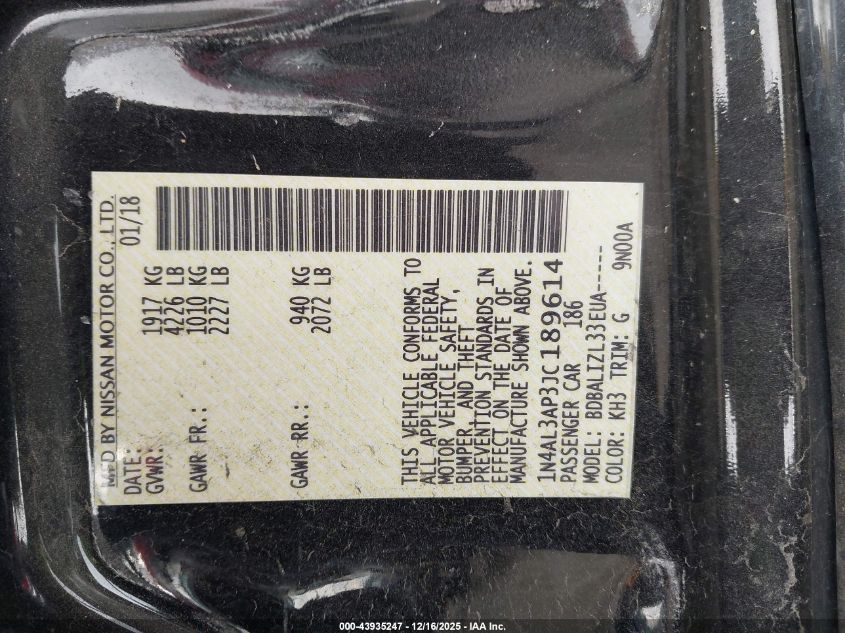 MFD BY NISSAN MOTOR CO., LTD.
DATE: 01/18
GVWR: 1917 KG
4226 LB
GAWR FR.: 1010 KG
2227 LB
GAWR RR.: 940 KG
2072 LB
THIS VEHICLE CONFORMS TO
ALL APPLICABLE FEDERAL
MOTOR VEHICLE SAFETY,
BUMPER, AND THEFT
PREVENTION STANDARDS IN
EFFECT ON THE DATE OF
MANUFACTURE SHOWN ABOVE.
1N4AL3AP3JC189614
PASSENGER CAR 186
MODEL: BDBALIZL33EUA-----
COLOR: KH3 TRIM: G 9N00A
000-43935247 - 12/16/2025 - IAA Inc.